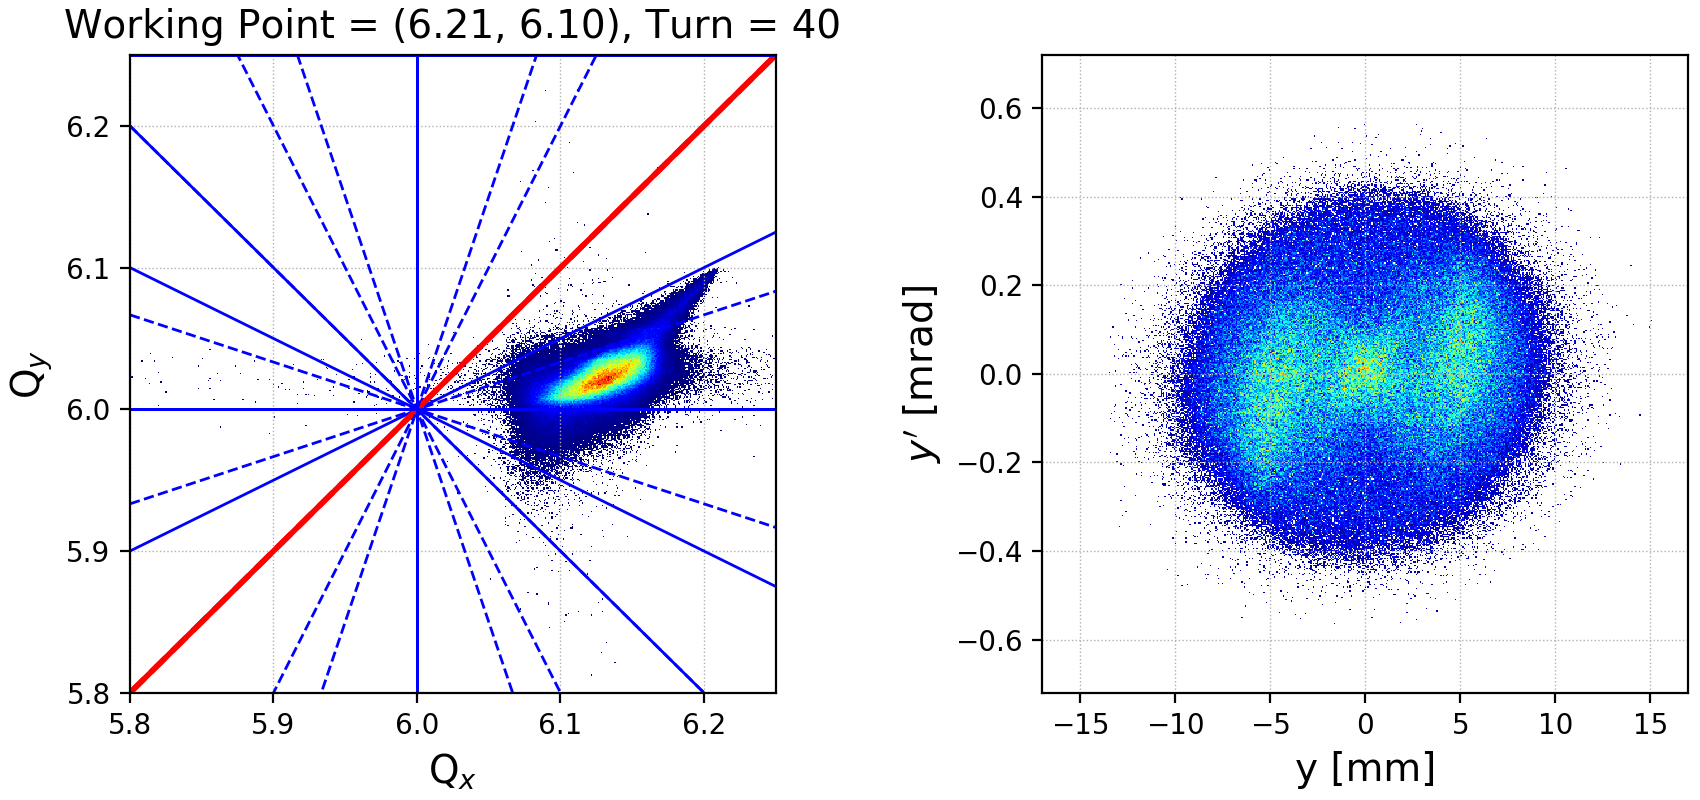 Working Point = (6.21, 6.10), Turn = 40
6.2
6.1
6.0
5.9
5.8
Q_y
5.8 5.9 6.0 6.1 6.2
Q_x
0.6
0.4
0.2
0.0
−0.2
−0.4
−0.6
y′ [mrad]
−15 −10 −5 0 5 10 15
y [mm]